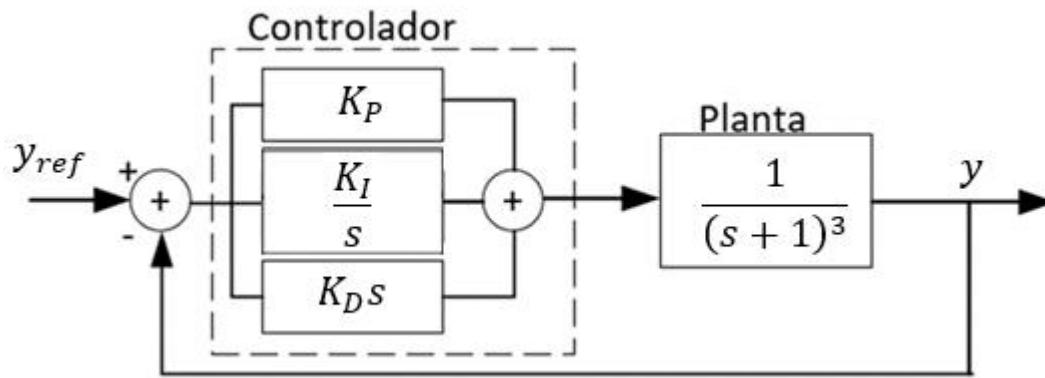 Controlador
K_P
Planta
y_ref
+
+
K_I
s
+
1
(s + 1)³
y
-
K_D s